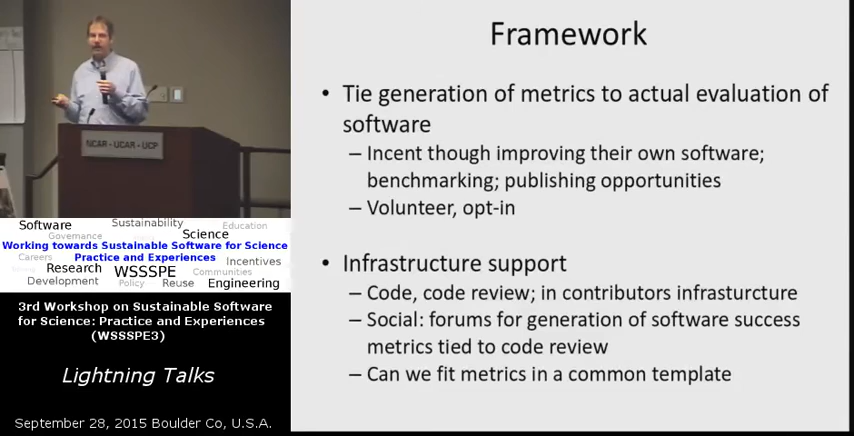 NCAR - UCAR - UCP
Software
Sustainability
Education
Governance
Science
Working towards Sustainable Software for Science
Practice and Experiences
Careers
Incentives
Research
WSSSPE
Communities
Development
Policy
Reuse
Engineering
3rd Workshop on Sustainable Software
for Science: Practice and Experiences
(WSSSPE3)
Lightning Talks
September 28, 2015 Boulder Co, U.S.A.
Framework
• Tie generation of metrics to actual evaluation of
software
– Incent though improving their own software;
benchmarking; publishing opportunities
– Volunteer, opt-in
• Infrastructure support
– Code, code review; in contributors infrasturcture
– Social: forums for generation of software success
metrics tied to code review
– Can we fit metrics in a common template